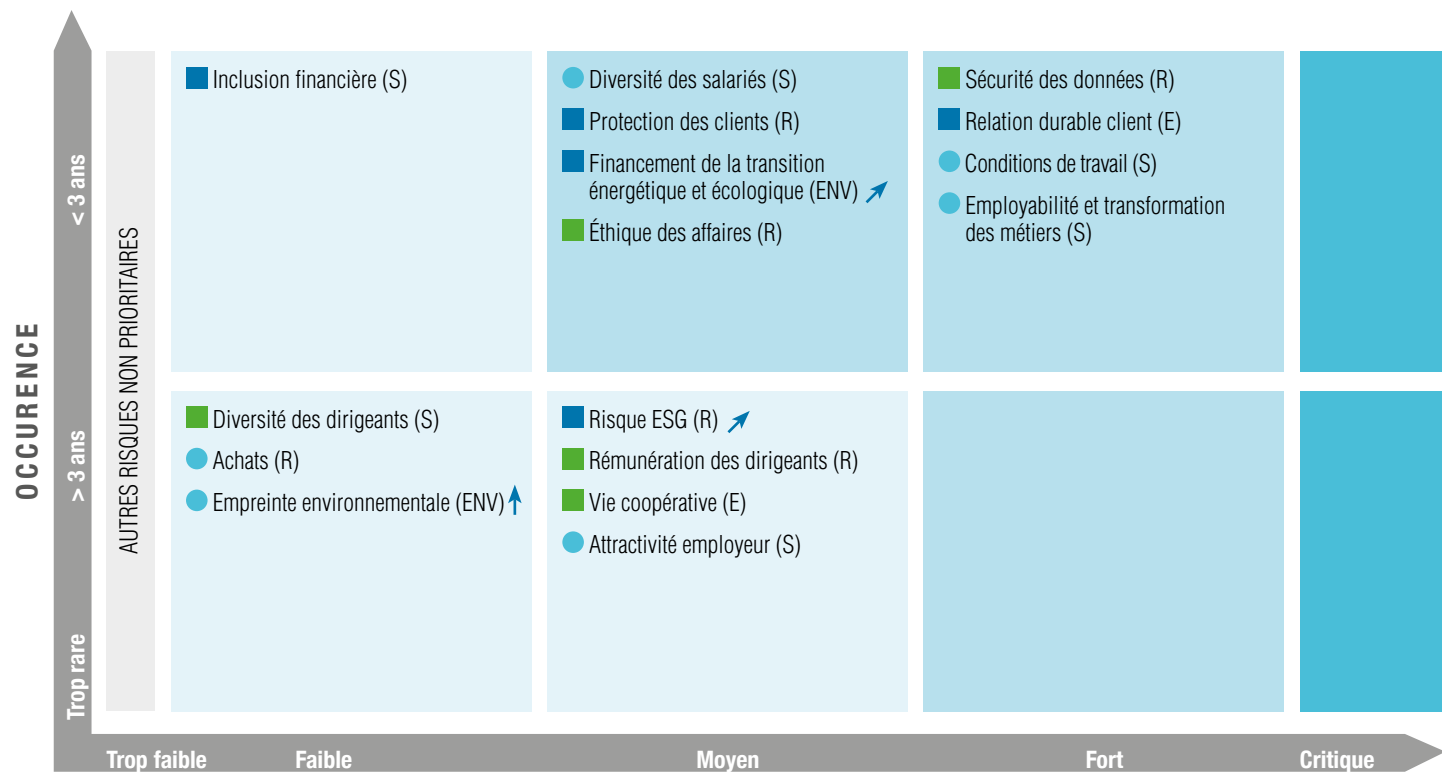 OCCURENCE
< 3 ans
> 3 ans
Trop rare
AUTRES RISQUES NON PRIORITAIRES
Inclusion financière (S)
Diversité des salariés (S)
Protection des clients (R)
Financement de la transition
énergétique et écologique (ENV)
Éthique des affaires (R)
Sécurité des données (R)
Relation durable client (E)
Conditions de travail (S)
Employabilité et transformation
des métiers (S)
Diversité des dirigeants (S)
Achats (R)
Empreinte environnementale (ENV)
Risque ESG (R)
Rémunération des dirigeants (R)
Vie coopérative (E)
Attractivité employeur (S)
Trop faible
Faible
Moyen
Fort
Critique